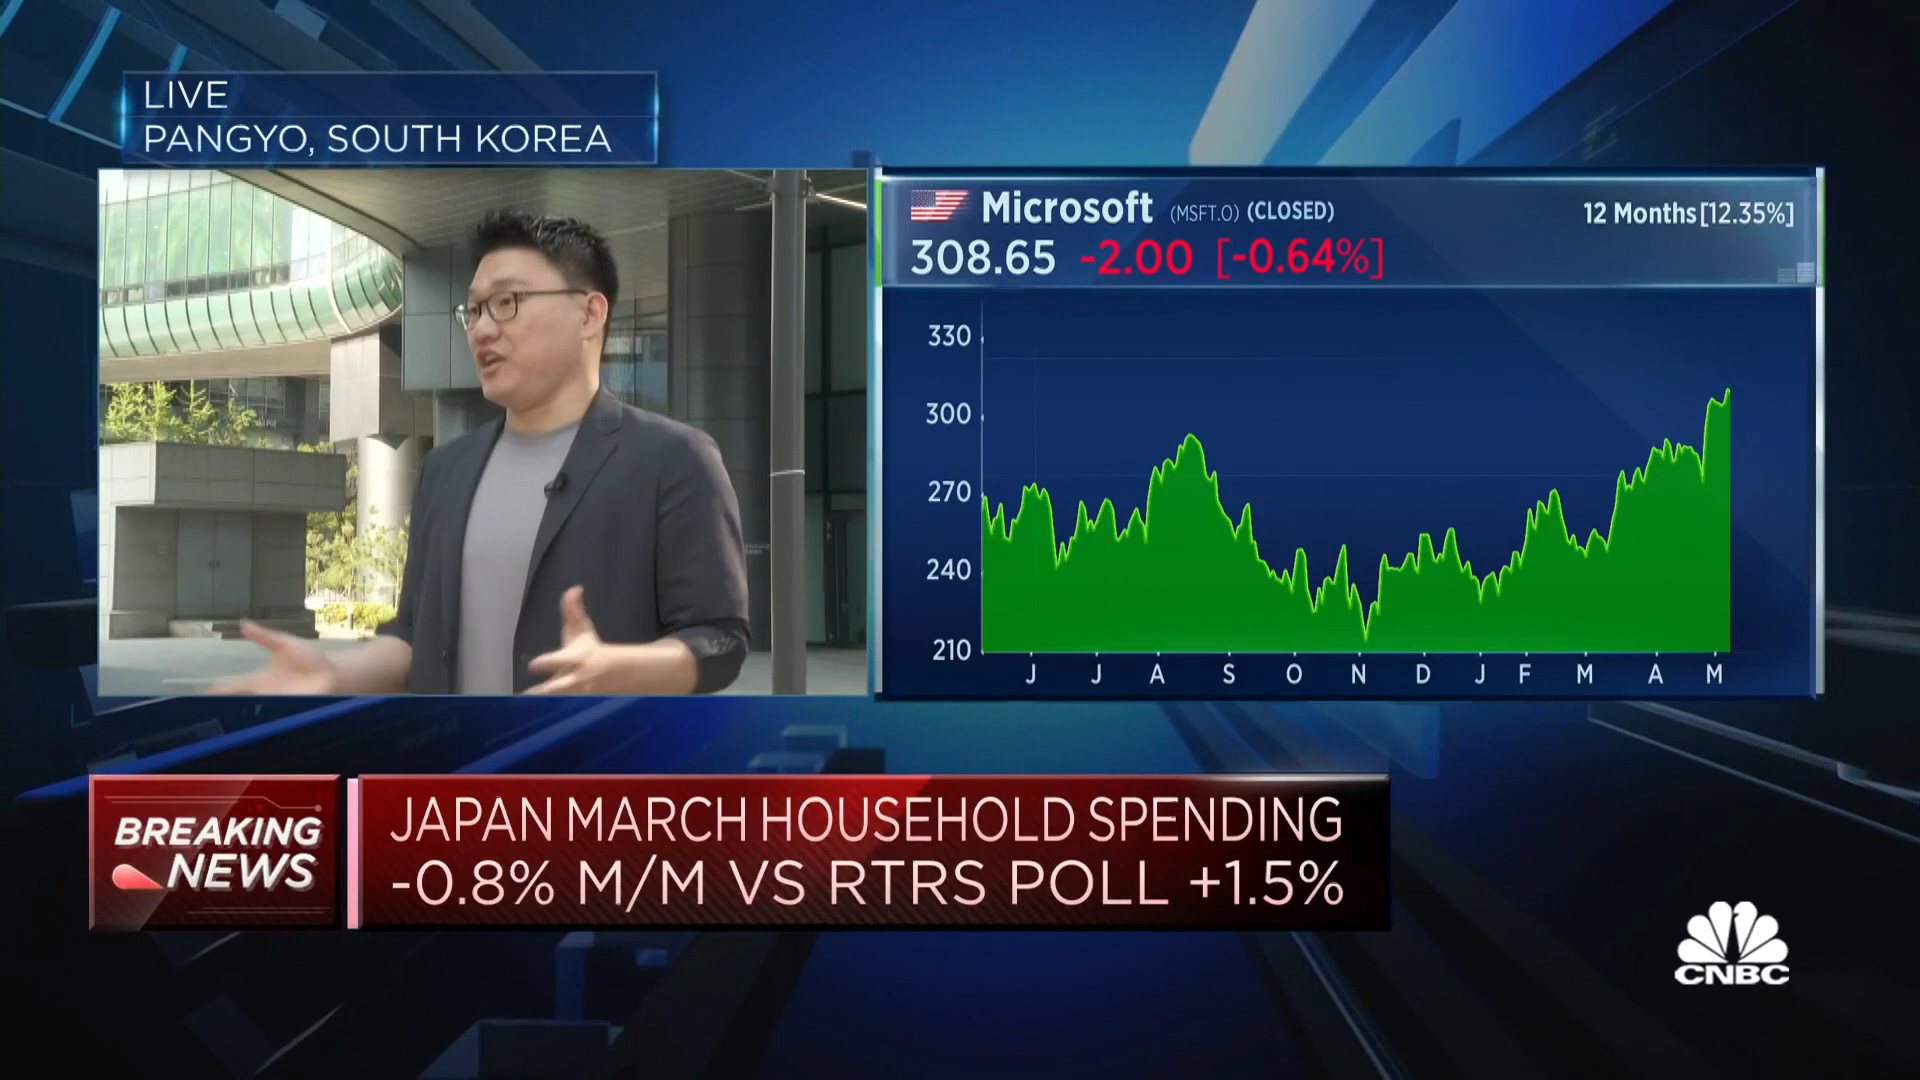 LIVE
PANGYO, SOUTH KOREA
Microsoft (MSFT.O) (CLOSED)
12 Months[12.35%]
308.65 -2.00 [-0.64%]
330
300
270
240
210
J J A S O N D J F M A M
BREAKING
NEWS
JAPAN MARCH HOUSEHOLD SPENDING
-0.8% M/M VS RTRS POLL +1.5%
CNBC